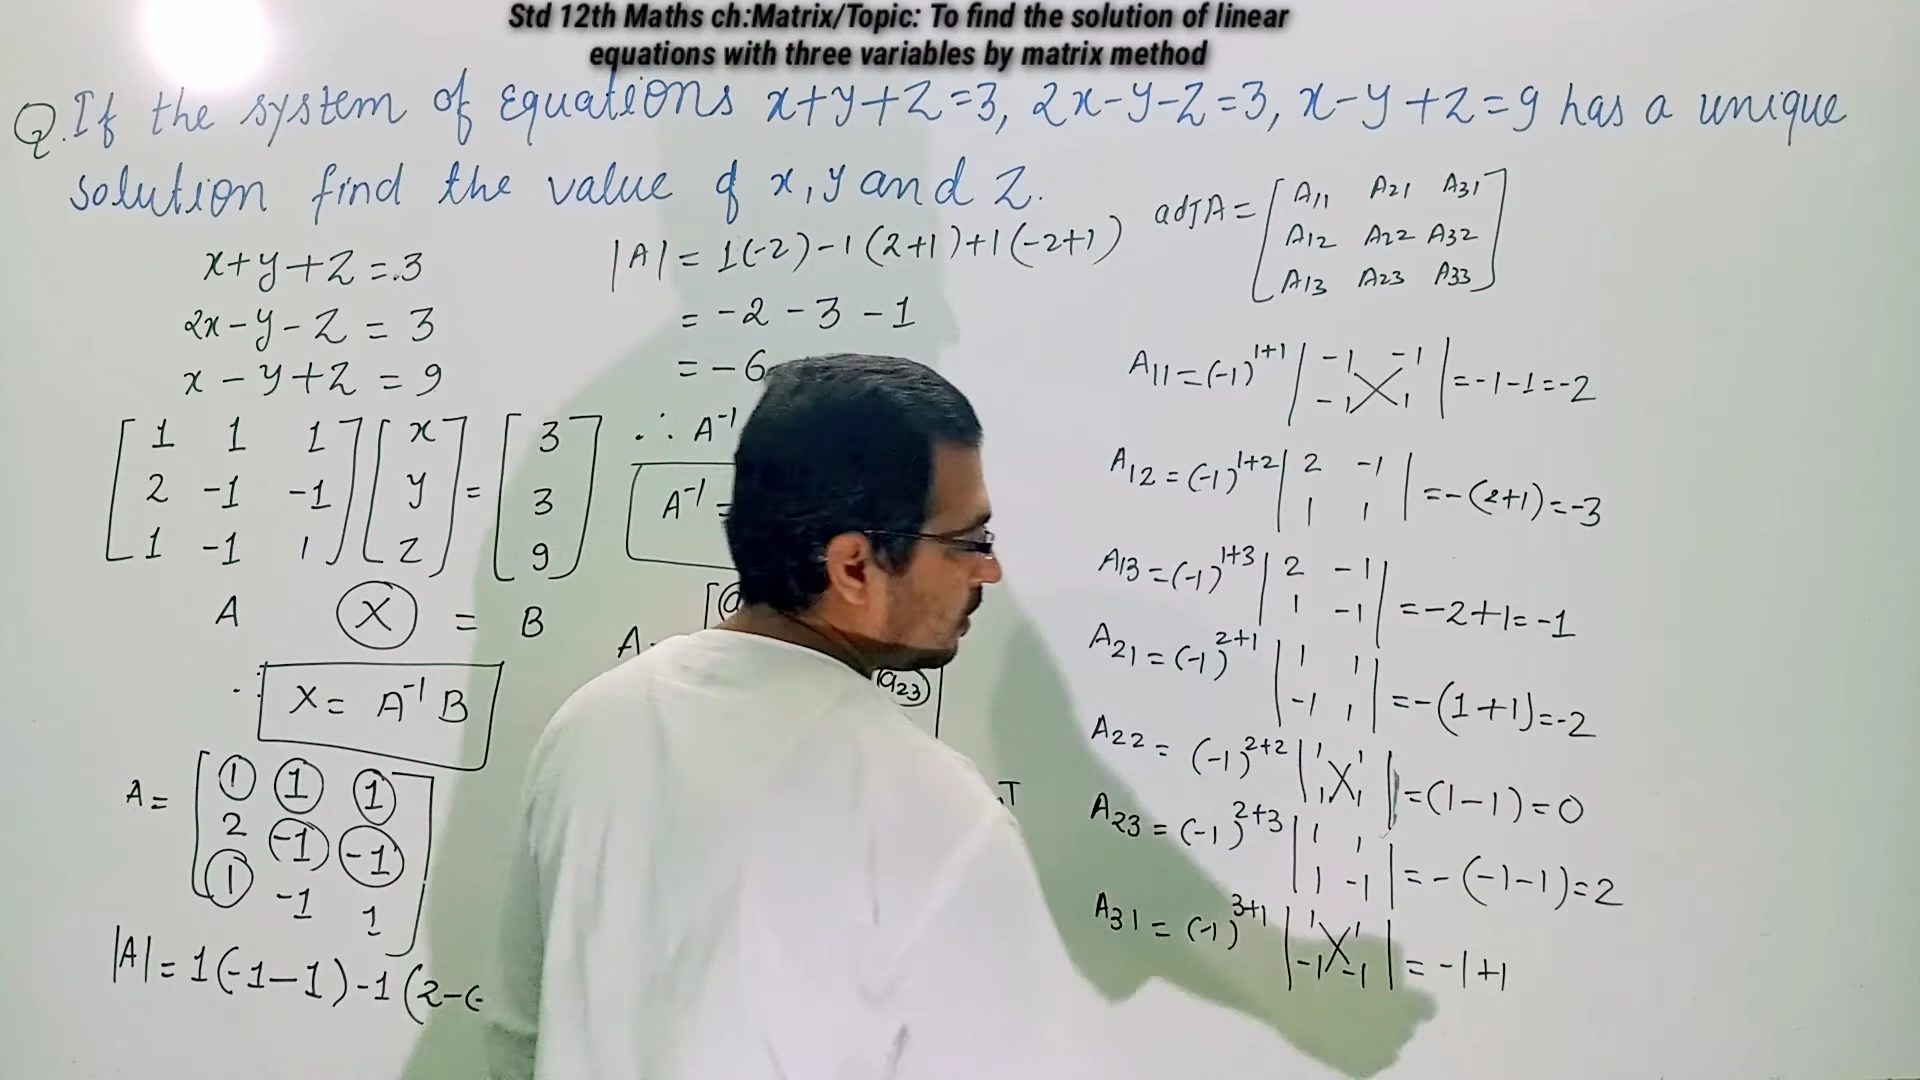 Std 12th Maths ch:Matrix/Topic: To find the solution of linear
equations with three variables by matrix method
Q. If the system of Equations x+y+z=3, 2x-y-z=3, x-y+z=9 has a unique
solution find the value of x, y and z.
x+y+z=3
2x-y-z=3
x-y+z=9
[1 1 1] [x] = [3]
[2 -1 -1] [y] = [3]
[1 -1 1] [z] = [9]
A X = B
∴ X = A⁻¹ B
A = [1 1 1]
[2 -1 -1]
[1 -1 1]
|A| = 1(-1-1)-1(2-(-
|A| = 1(-2)-1(2+1)+1(-2+1)
= -2-3-1
= -6
∴ A⁻¹
A⁻¹ =
A
a23
T
adjA = [A11 A21 A31]
[A12 A22 A32]
[A13 A23 A33]
A11 = (-1)^1+1 |-1 -1| |-1 1| = -1-1 = -2
A12 = (-1)^1+2 |2 -1| |1 1| = -(2+1) = -3
A13 = (-1)^1+3 |2 -1| |1 -1| = -2+1 = -1
A21 = (-1)^2+1 |1 1| |-1 1| = -(1+1) = -2
A22 = (-1)^2+2 |1 1| |1 1| = (1-1) = 0
A23 = (-1)^2+3 |1 1| |1 -1| = -(-1-1) = 2
A31 = (-1)^3+1 |1 1| |-1 -1| = -1+1